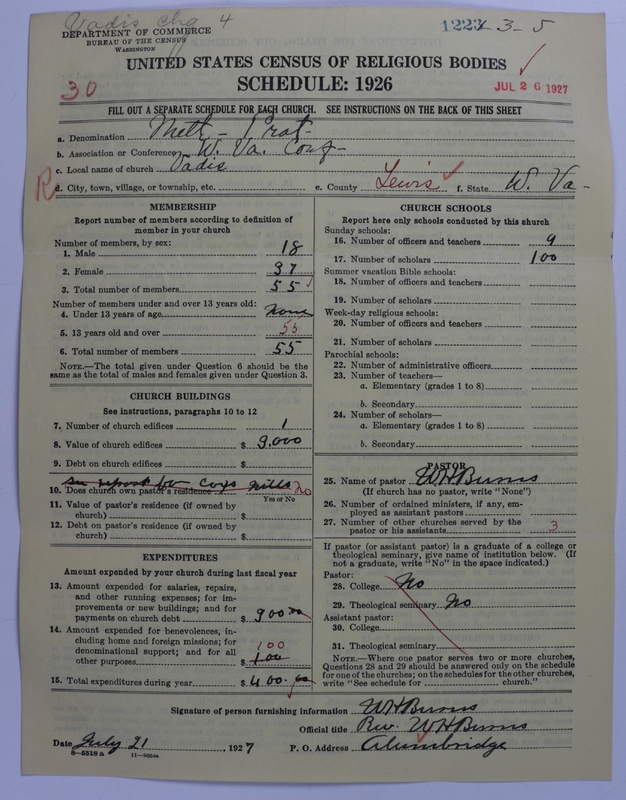 Vadis Chg 4
1223 3-5
DEPARTMENT OF COMMERCE
BUREAU OF THE CENSUS
WASHINGTON
UNITED STATES CENSUS OF RELIGIOUS BODIES
SCHEDULE: 1926
30
JUL 26 1927
FILL OUT A SEPARATE SCHEDULE FOR EACH CHURCH. SEE INSTRUCTIONS ON THE BACK OF THIS SHEET
a. Denomination Meth-Prot-
b. Association or Conference W. Va. Conf-
c. Local name of church Vadis
R
d. City, town, village, or township, etc. e. County Lewis f. State W. Va-
MEMBERSHIP
Report number of members according to definition of
member in your church
Number of members, by sex:
1. Male 18
2. Female 37
3. Total number of members 55
Number of members under and over 13 years old:
4. Under 13 years of age none
5. 13 years old and over 55
6. Total number of members 55
NOTE.—The total given under Question 6 should be the
same as the total of males and females given under Question 3.
CHURCH BUILDINGS
See instructions, paragraphs 10 to 12
7. Number of church edifices 1
8. Value of church edifices $ 3,000
9. Debt on church edifices $
see report for Coxs Mills
10. Does church own pastor's residence no
Yes or No
11. Value of pastor's residence (if owned by
church) $
12. Debt on pastor's residence (if owned by
church) $
EXPENDITURES
Amount expended by your church during last fiscal year
13. Amount expended for salaries, repairs,
and other running expenses; for im-
provements or new buildings; and for
payments on church debt $ 300
14. Amount expended for benevolences, in-
cluding home and foreign missions; for
denominational support; and for all
other purposes $ 100
100
15. Total expenditures during year $ 400.00
CHURCH SCHOOLS
Report here only schools conducted by this church
Sunday schools:
16. Number of officers and teachers 9
17. Number of scholars 100
Summer vacation Bible schools:
18. Number of officers and teachers
19. Number of scholars
Week-day religious schools:
20. Number of officers and teachers
21. Number of scholars
Parochial schools:
22. Number of administrative officers
23. Number of teachers—
a. Elementary (grades 1 to 8)
b. Secondary
24. Number of scholars—
a. Elementary (grades 1 to 8)
b. Secondary
PASTOR
25. Name of pastor W H Burns
(If church has no pastor, write "None")
26. Number of ordained ministers, if any, em-
ployed as assistant pastors
27. Number of other churches served by the
pastor or his assistants 3
If pastor (or assistant pastor) is a graduate of a college or
theological seminary, give name of institution below. (If
not a graduate, write "No" in the space indicated.)
Pastor:
28. College No
29. Theological seminary No
Assistant pastor:
30. College
31. Theological seminary
NOTE.—Where one pastor serves two or more churches,
Questions 28 and 29 should be answered only on the schedule
for one of the churches; on the schedules for the other churches,
write "See schedule for church."
Signature of person furnishing information W H Burns
Official title Rev. W H Burns
Date July 21, 1927 P. O. Address Alumbridge
8-5518a 11-9054a